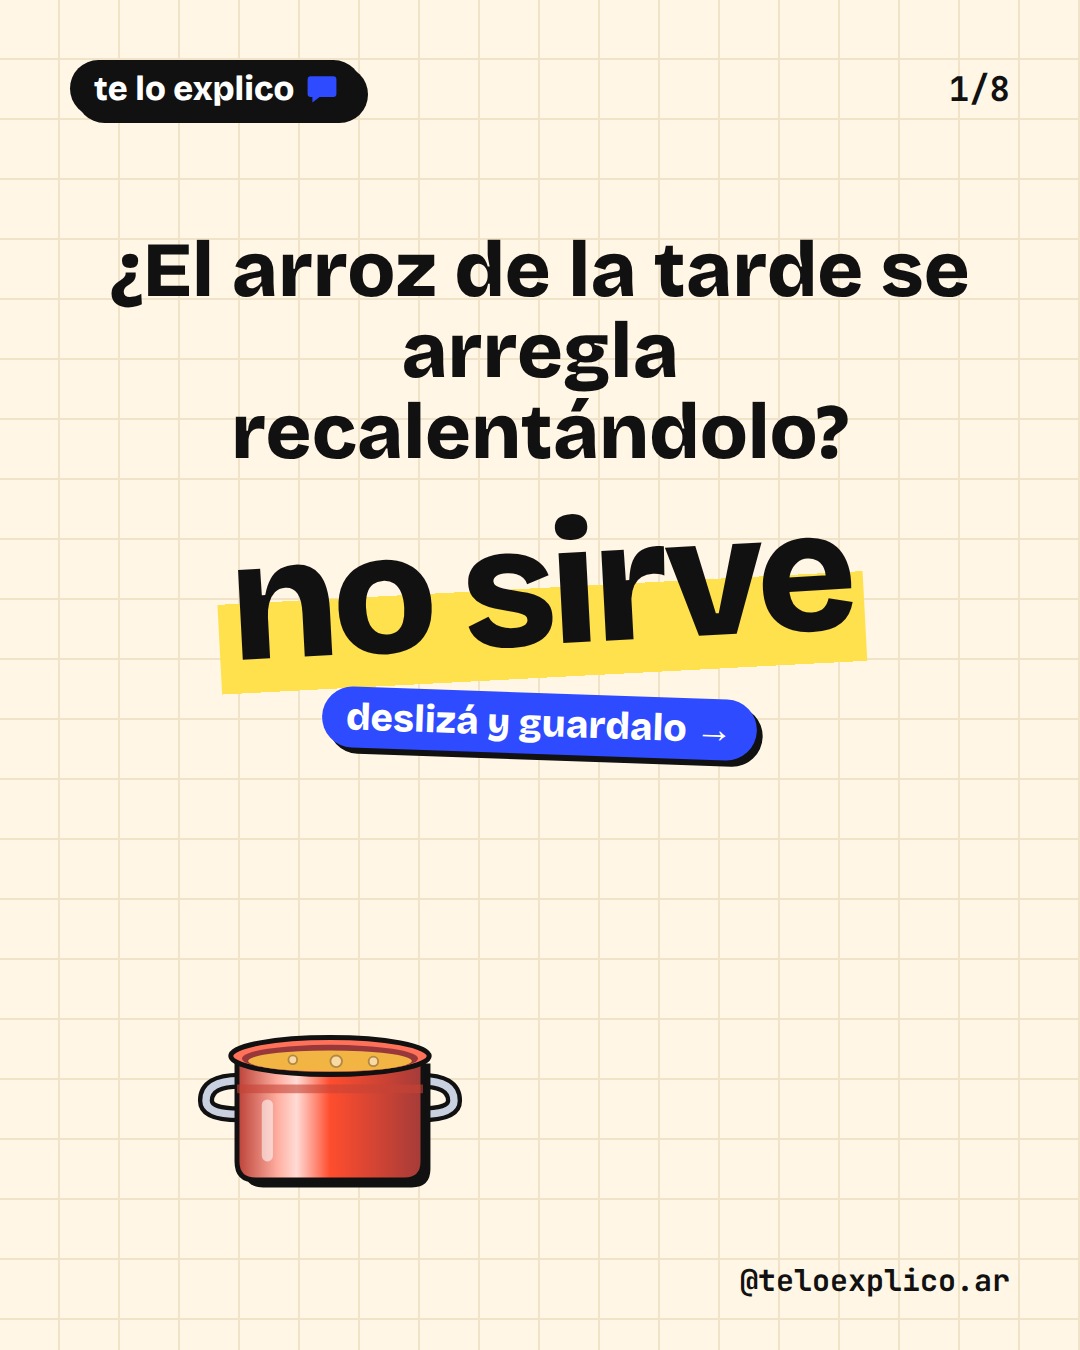 te lo explico
1/8
¿El arroz de la tarde se
arregla
recalentándolo?
no sirve
deslizá y guardalo →
@teloexplico.ar